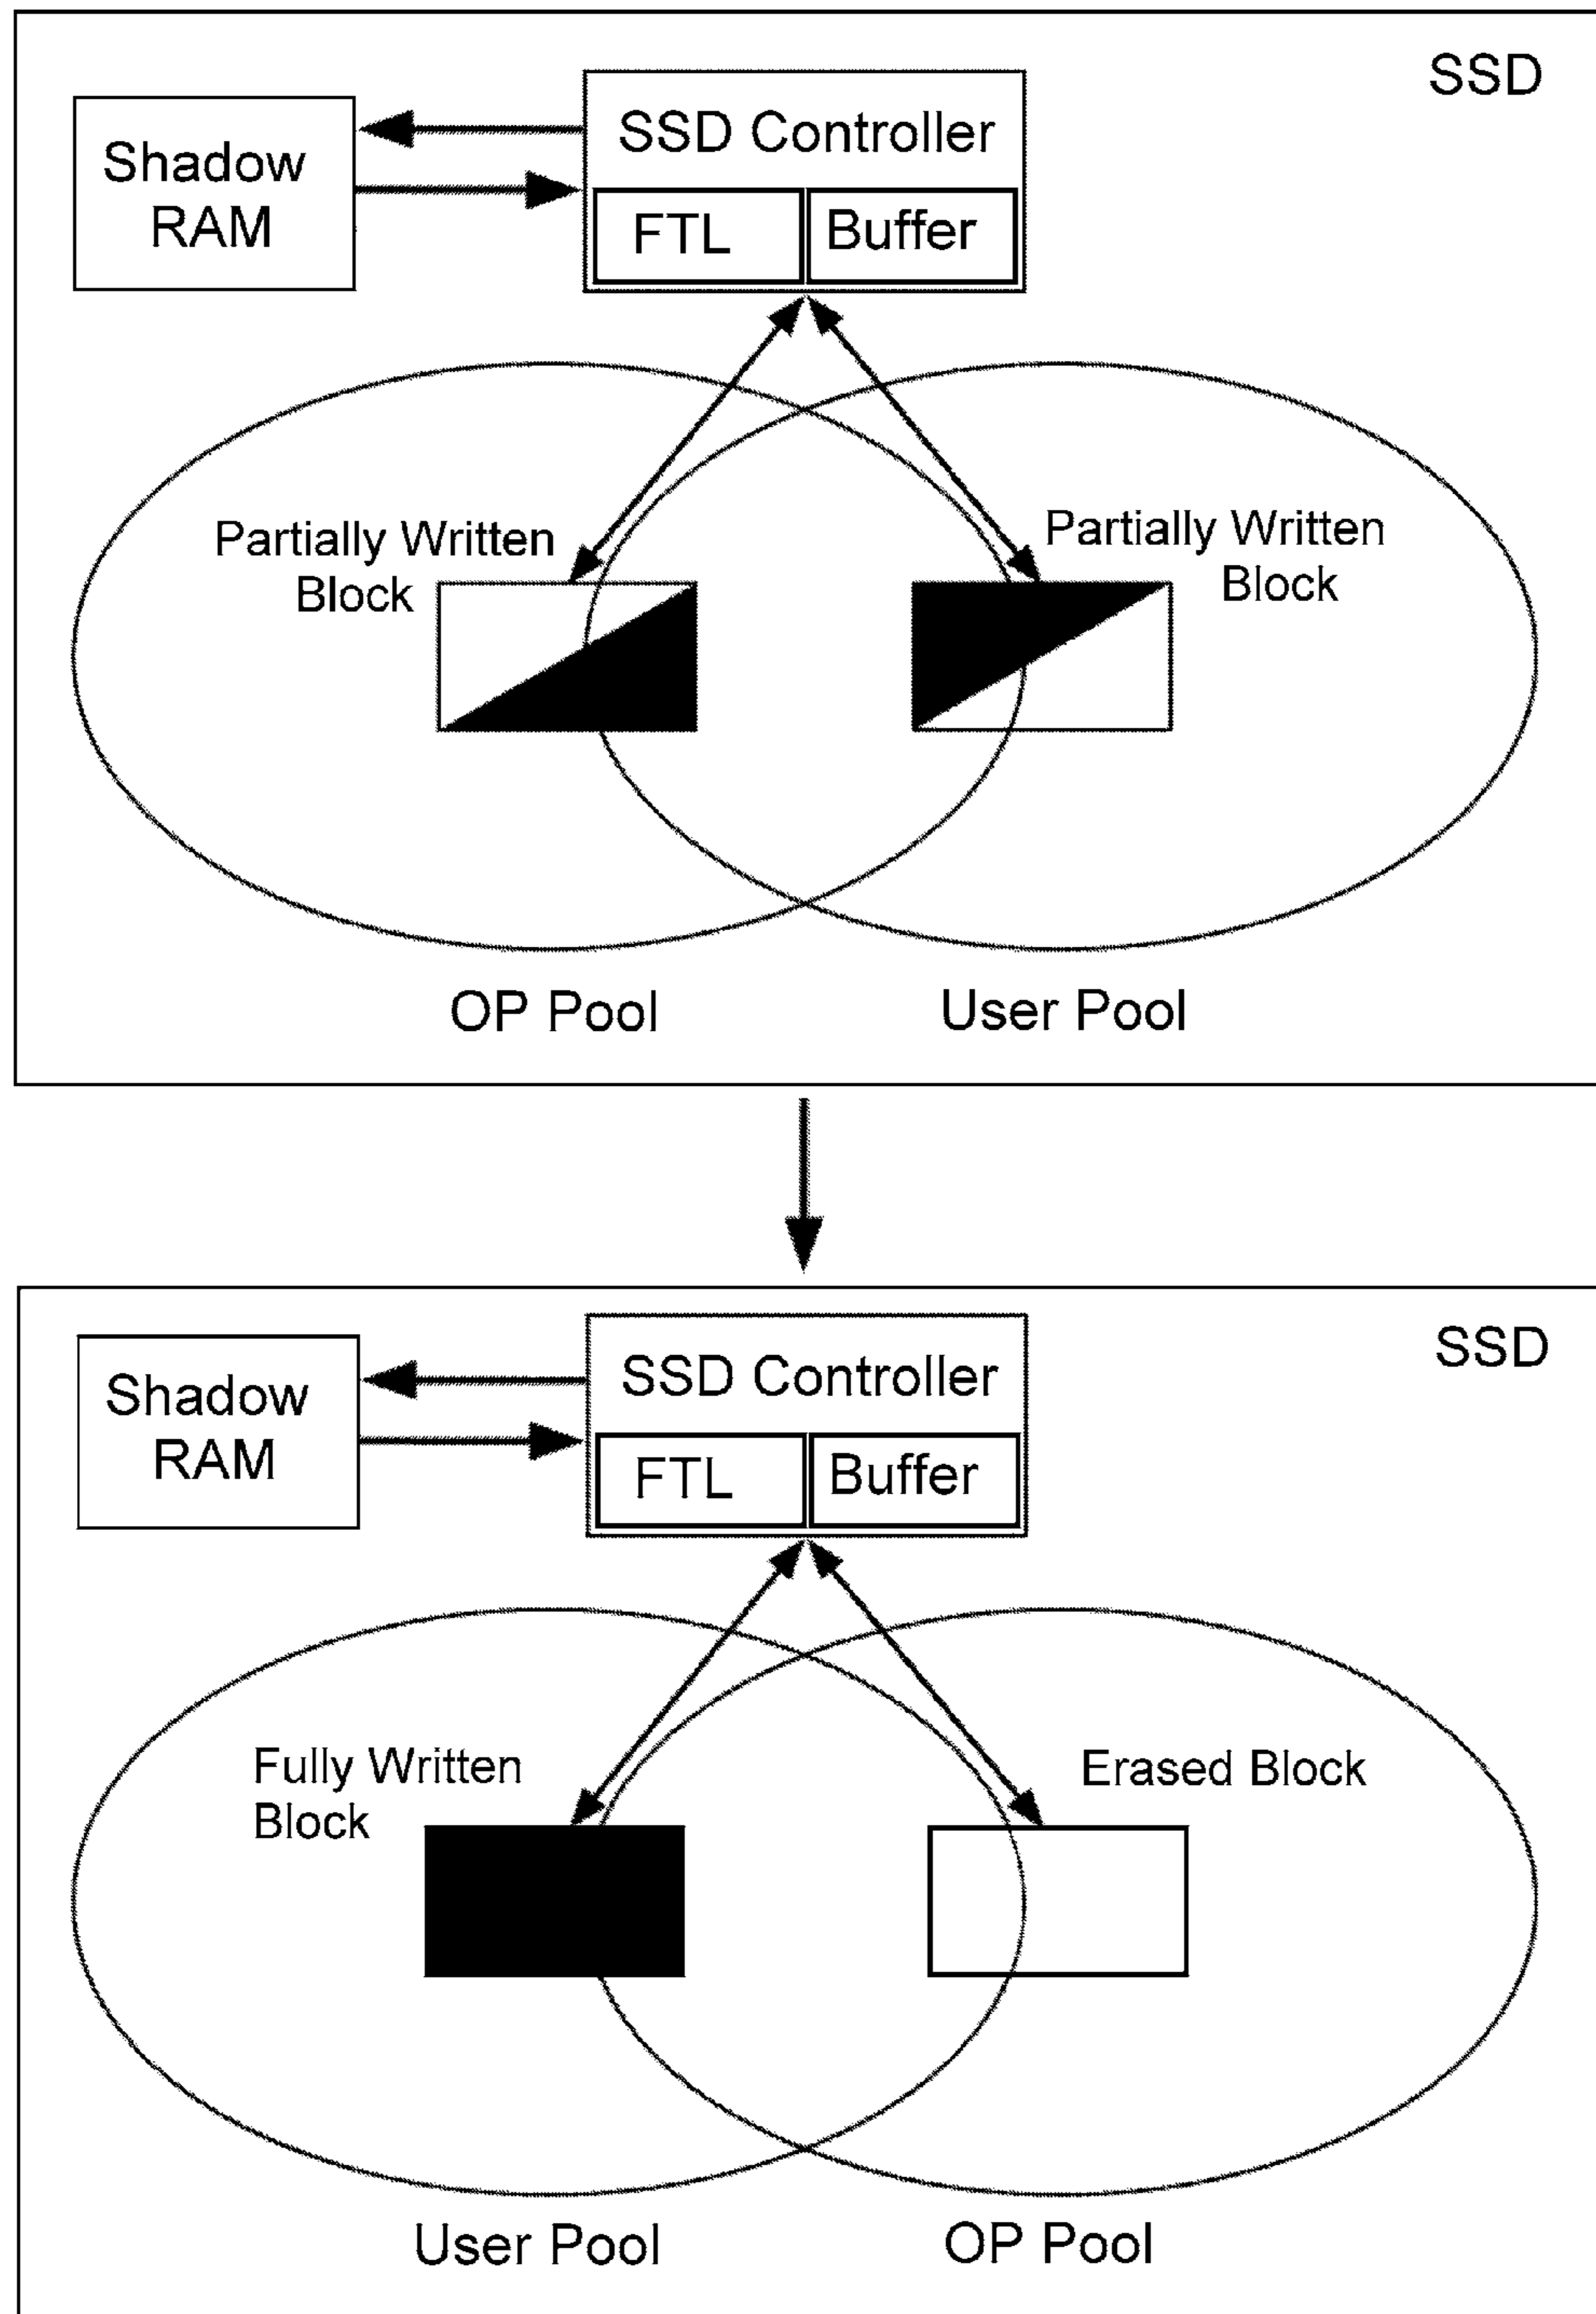 SSD
SSD Controller
Shadow
RAM
FTL
Buffer
Partially Written
Block
Partially Written
Block
OP Pool
User Pool
SSD
SSD Controller
Shadow
RAM
FTL
Buffer
Fully Written
Block
Erased Block
User Pool
OP Pool